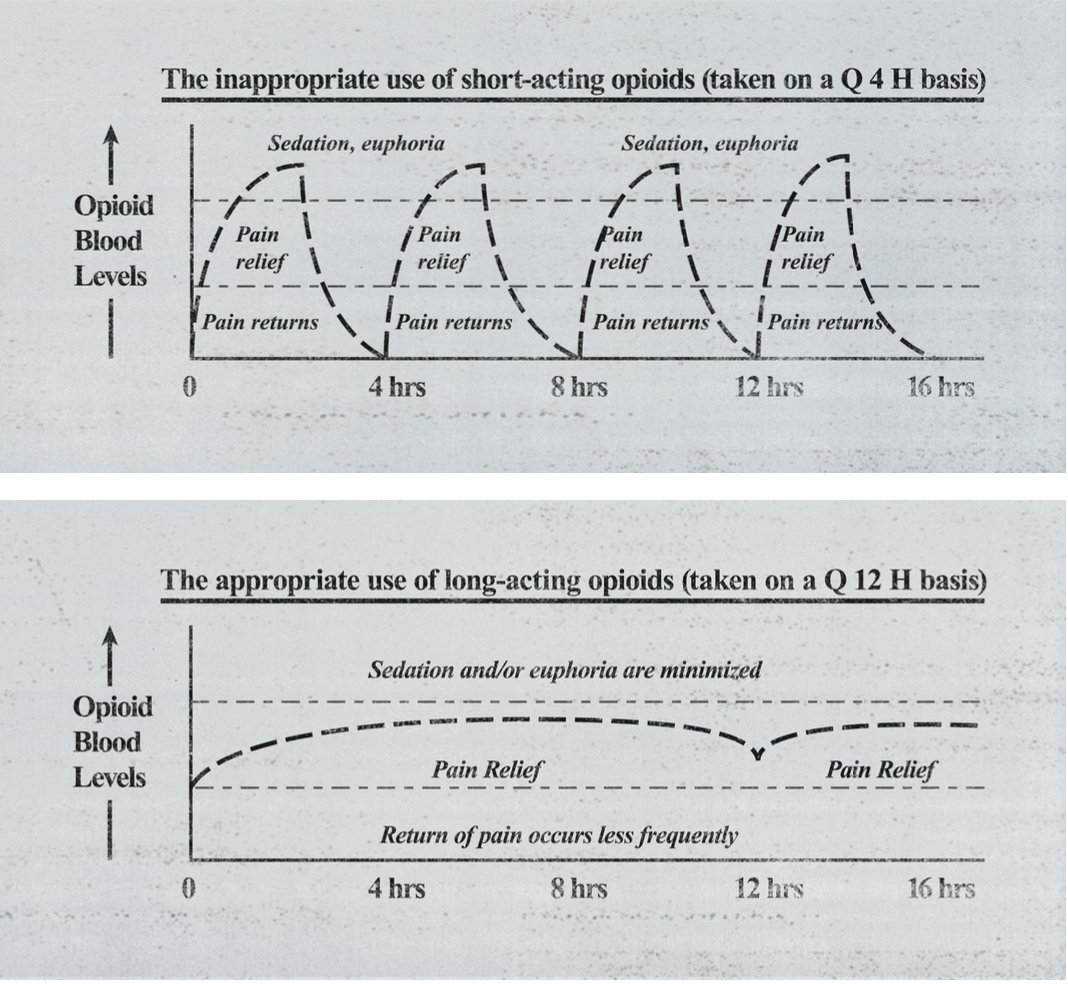 The inappropriate use of short-acting opioids (taken on a Q 4 H basis)
Sedation, euphoria
Sedation, euphoria
Opioid
Blood
Levels
Pain
relief
Pain
relief
Pain
relief
Pain
relief
Pain returns
Pain returns
Pain returns
Pain returns
0
4 hrs
8 hrs
12 hrs
16 hrs
The appropriate use of long-acting opioids (taken on a Q 12 H basis)
Sedation and/or euphoria are minimized
Opioid
Blood
Levels
Pain Relief
Pain Relief
Return of pain occurs less frequently
0
4 hrs
8 hrs
12 hrs
16 hrs